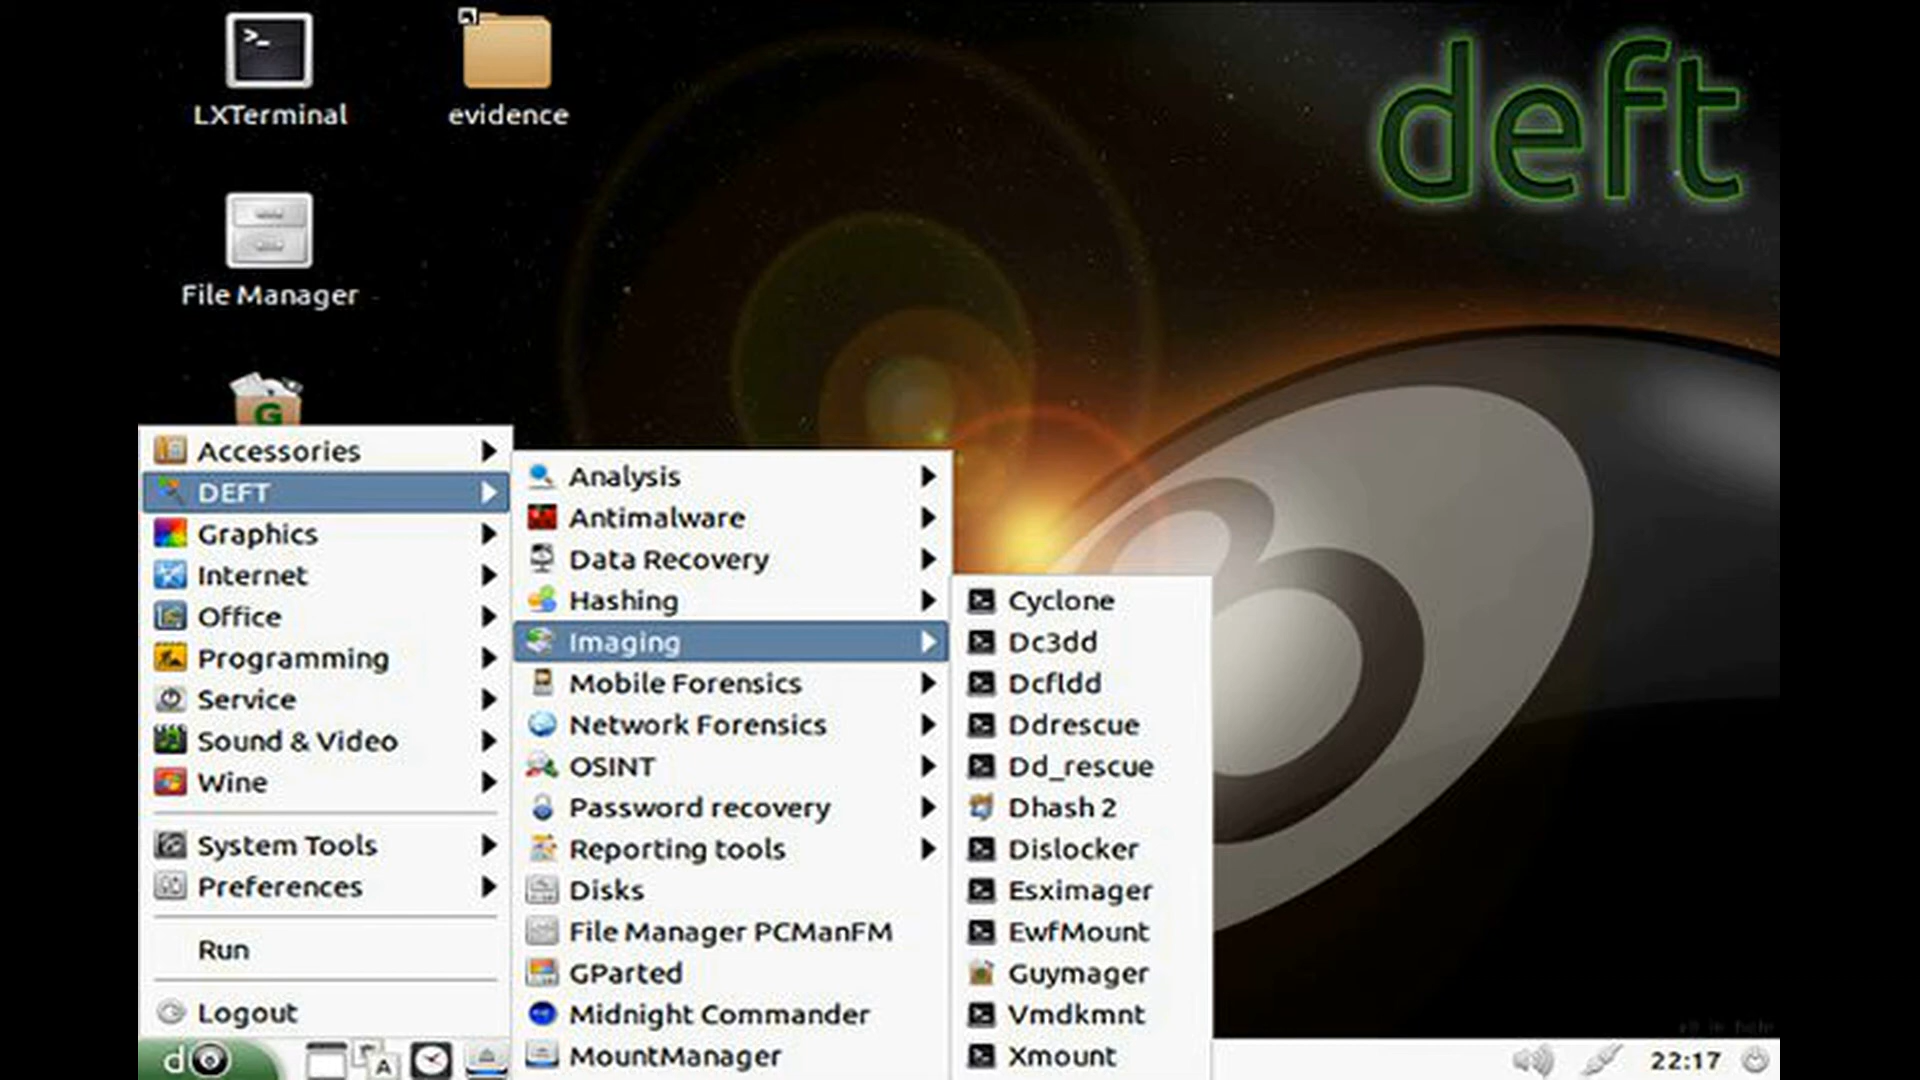 LXTerminal
evidence
deft
File Manager
G
Accessories
DEFT
Graphics
Internet
Office
Programming
Service
Sound & Video
Wine
System Tools
Preferences
Run
Logout
Analysis
Antimalware
Data Recovery
Hashing
Imaging
Mobile Forensics
Network Forensics
OSINT
Password recovery
Reporting tools
Disks
File Manager PCManFM
GParted
Midnight Commander
MountManager
Cyclone
Dc3dd
Dcfldd
Ddrescue
Dd_rescue
Dhash 2
Dislocker
Esximager
EwfMount
Guymager
Vmdkmnt
Xmount
d
A
22:17